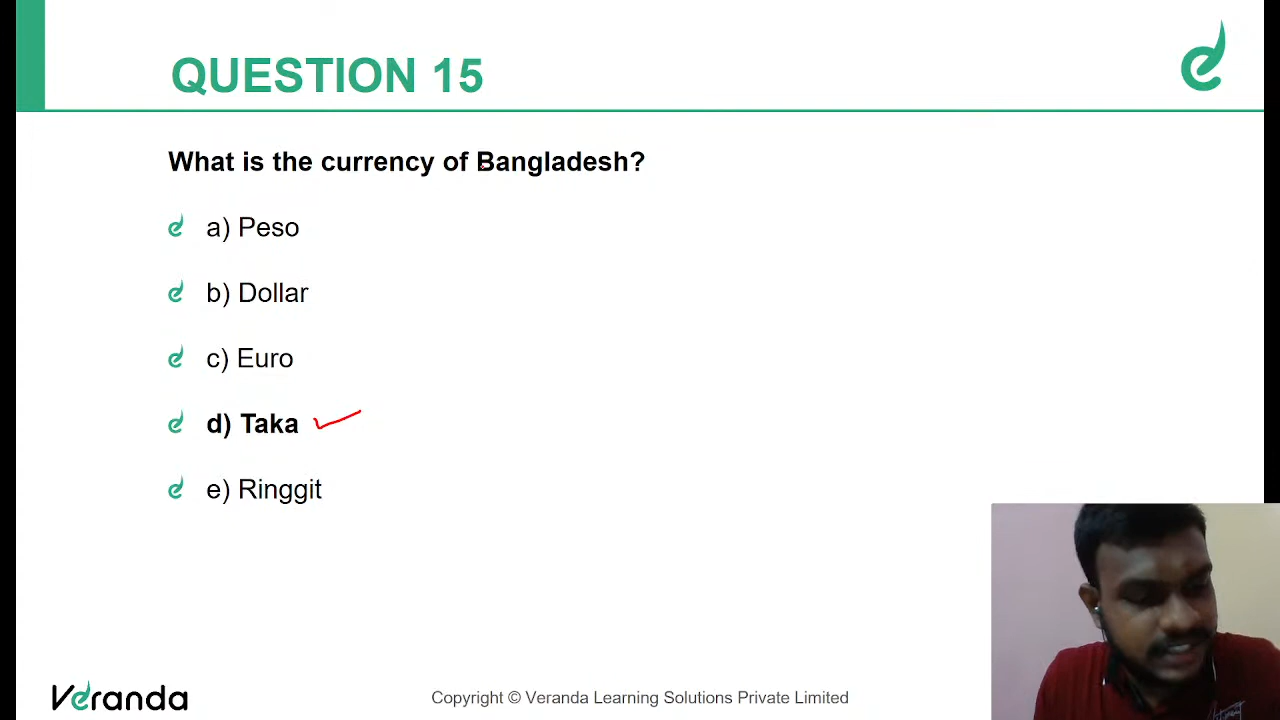 QUESTION 15
What is the currency of Bangladesh?
a) Peso
b) Dollar
c) Euro
d) Taka
e) Ringgit
Veranda
Copyright © Veranda Learning Solutions Private Limited